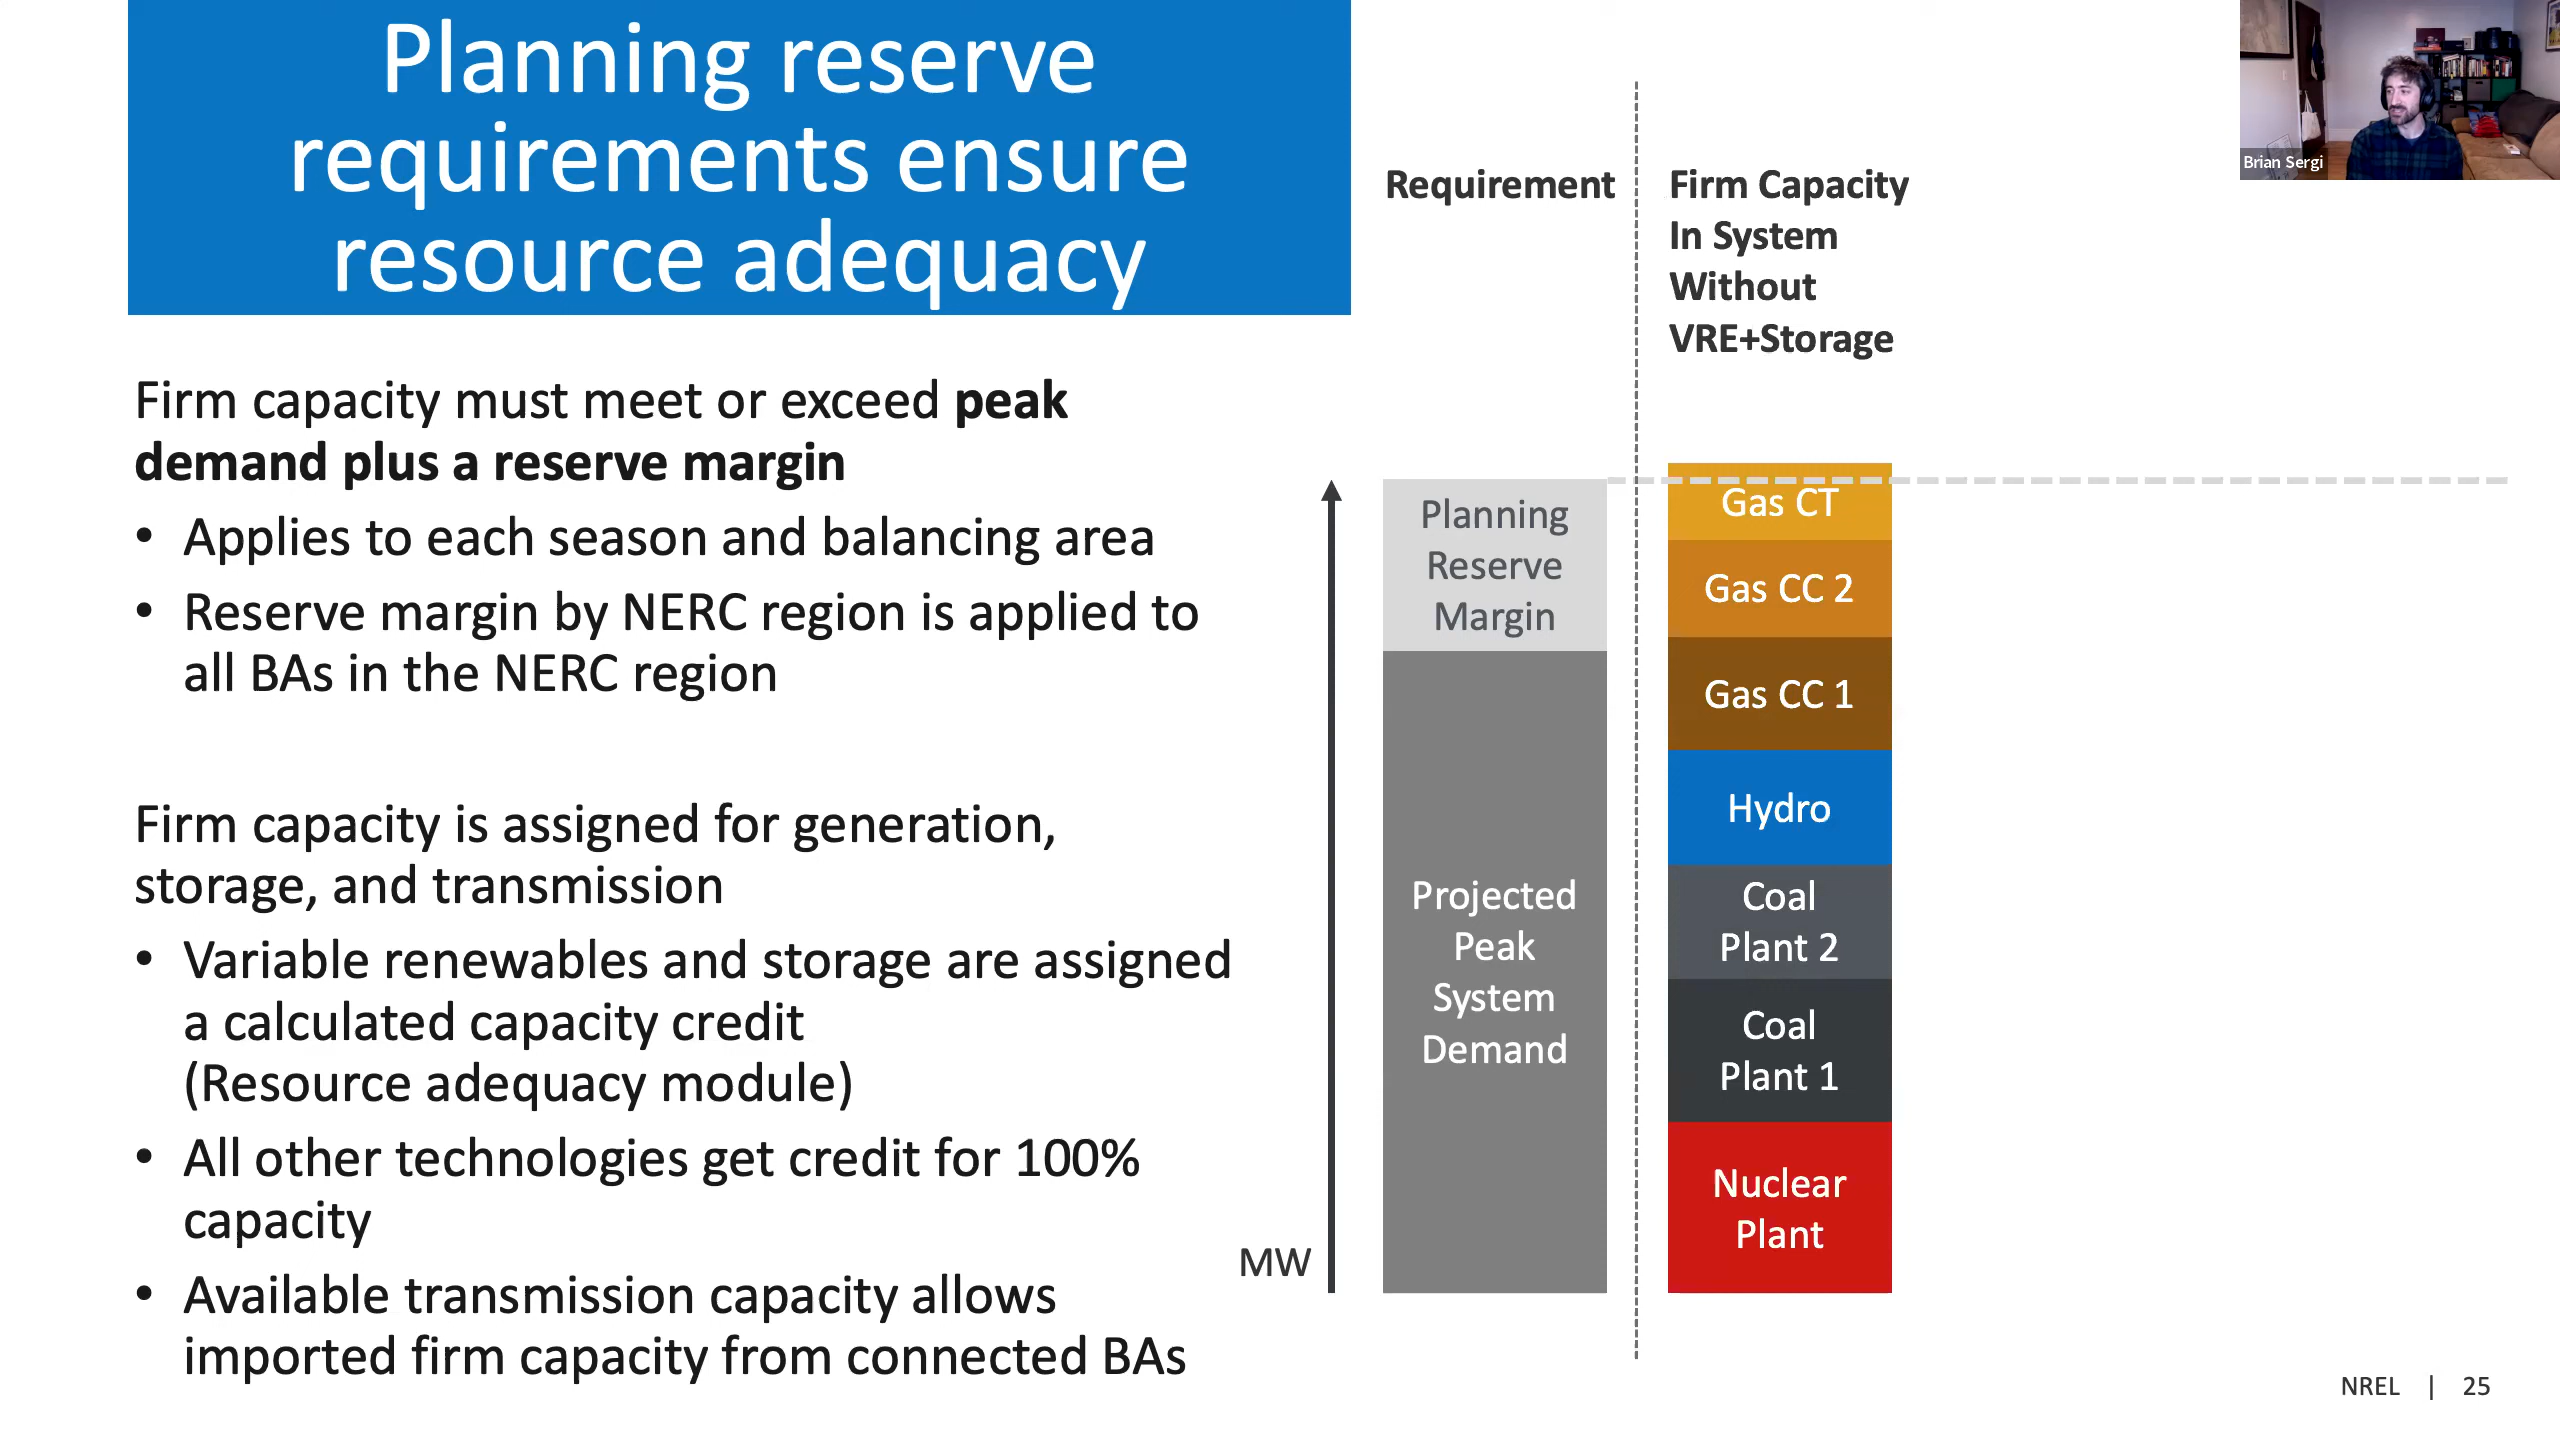 Planning reserve
requirements ensure
resource adequacy
Firm capacity must meet or exceed peak
demand plus a reserve margin
• Applies to each season and balancing area
• Reserve margin by NERC region is applied to
all BAs in the NERC region
Firm capacity is assigned for generation,
storage, and transmission
• Variable renewables and storage are assigned
a calculated capacity credit
(Resource adequacy module)
• All other technologies get credit for 100%
capacity
• Available transmission capacity allows
imported firm capacity from connected BAs
MW
Requirement
Planning
Reserve
Margin
Projected
Peak
System
Demand
Firm Capacity
In System
Without
VRE+Storage
Gas CT
Gas CC 2
Gas CC 1
Hydro
Coal
Plant 2
Coal
Plant 1
Nuclear
Plant
Brian Sergi
NREL | 25